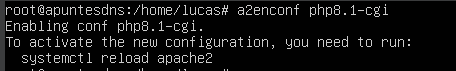 root@apuntesdns:/home/lucas# a2enconf php8.1-cgi
Enabling conf php8.1-cgi.
To activate the new configuration, you need to run:
  systemctl reload apache2